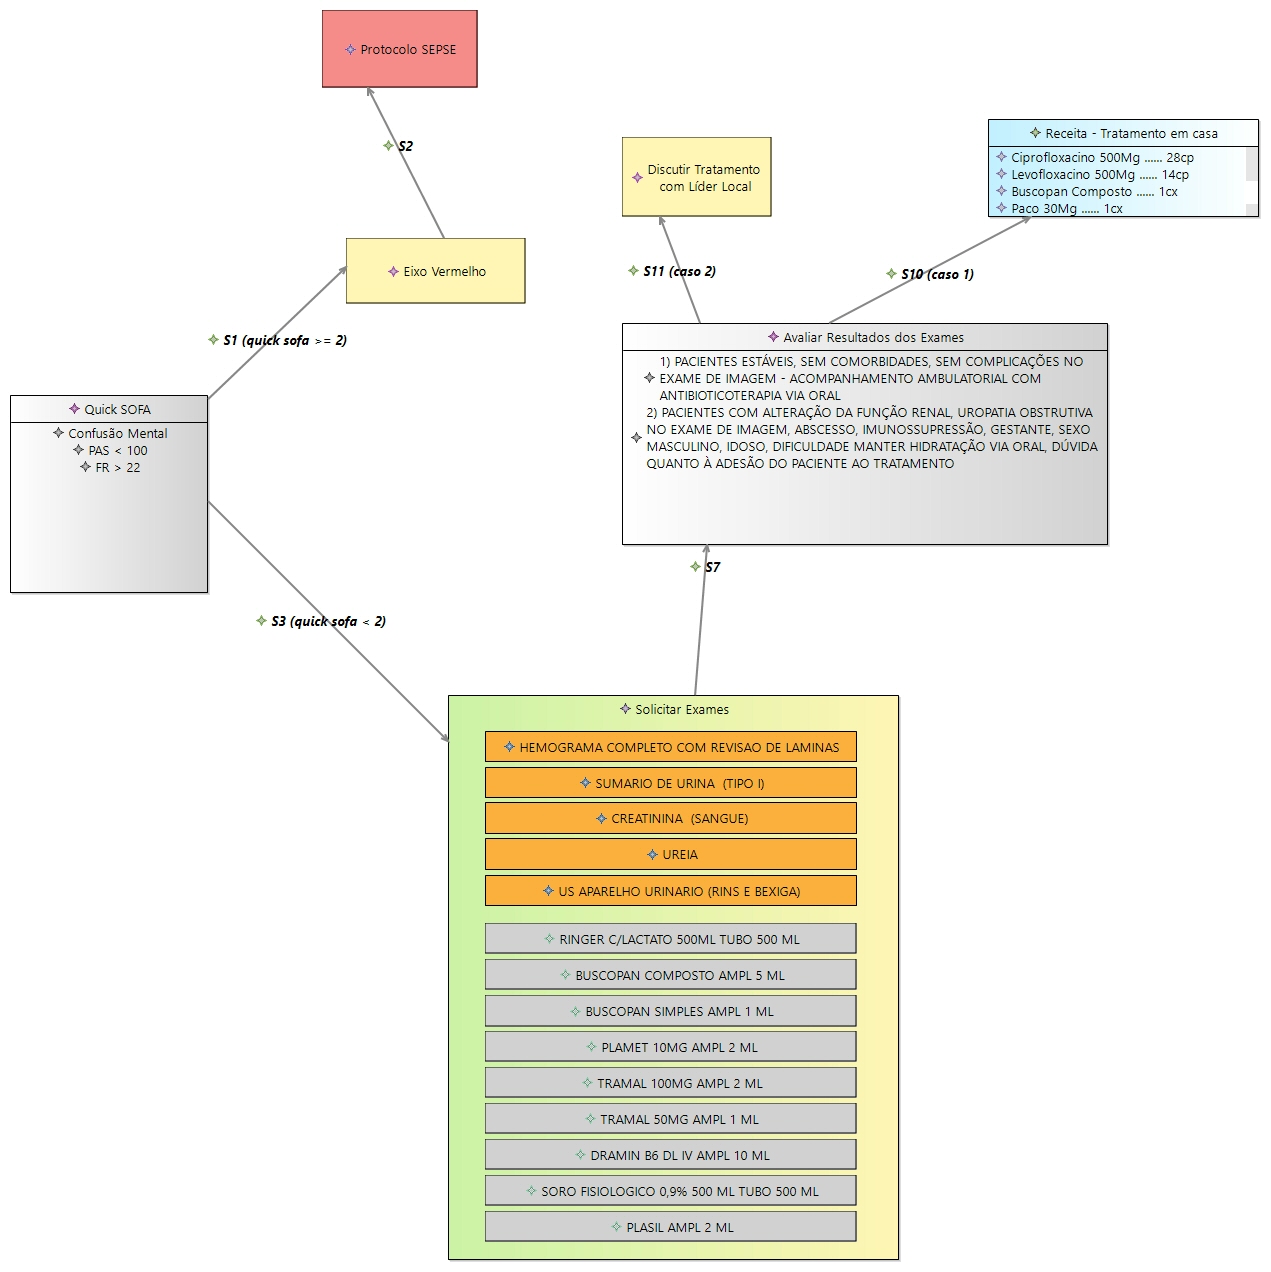 Protocolo SEPSE
S2
Eixo Vermelho
S1 (quick sofa >= 2)
Quick SOFA
Confusão Mental
PAS < 100
FR > 22
S3 (quick sofa < 2)
Discutir Tratamento
com Líder Local
Receita - Tratamento em casa
Ciprofloxacino 500Mg ...... 28cp
Levofloxacino 500Mg ...... 14cp
Buscopan Composto ...... 1cx
Paco 30Mg ...... 1cx
S11 (caso 2)
S10 (caso 1)
Avaliar Resultados dos Exames
1) PACIENTES ESTÁVEIS, SEM COMORBIDADES, SEM COMPLICAÇÕES NO
EXAME DE IMAGEM - ACOMPANHAMENTO AMBULATORIAL COM
ANTIBIOTICOTERAPIA VIA ORAL
2) PACIENTES COM ALTERAÇÃO DA FUNÇÃO RENAL, UROPATIA OBSTRUTIVA
NO EXAME DE IMAGEM, ABSCESSO, IMUNOSSUPRESSÃO, GESTANTE, SEXO
MASCULINO, IDOSO, DIFICULDADE MANTER HIDRATAÇÃO VIA ORAL, DÚVIDA
QUANTO À ADESÃO DO PACIENTE AO TRATAMENTO
S7
Solicitar Exames
HEMOGRAMA COMPLETO COM REVISAO DE LAMINAS
SUMARIO DE URINA  (TIPO I)
CREATININA  (SANGUE)
UREIA
US APARELHO URINARIO (RINS E BEXIGA)
RINGER C/LACTATO 500ML TUBO 500 ML
BUSCOPAN COMPOSTO AMPL 5 ML
BUSCOPAN SIMPLES AMPL 1 ML
PLAMET 10MG AMPL 2 ML
TRAMAL 100MG AMPL 2 ML
TRAMAL 50MG AMPL 1 ML
DRAMIN B6 DL IV AMPL 10 ML
SORO FISIOLOGICO 0,9% 500 ML TUBO 500 ML
PLASIL AMPL 2 ML